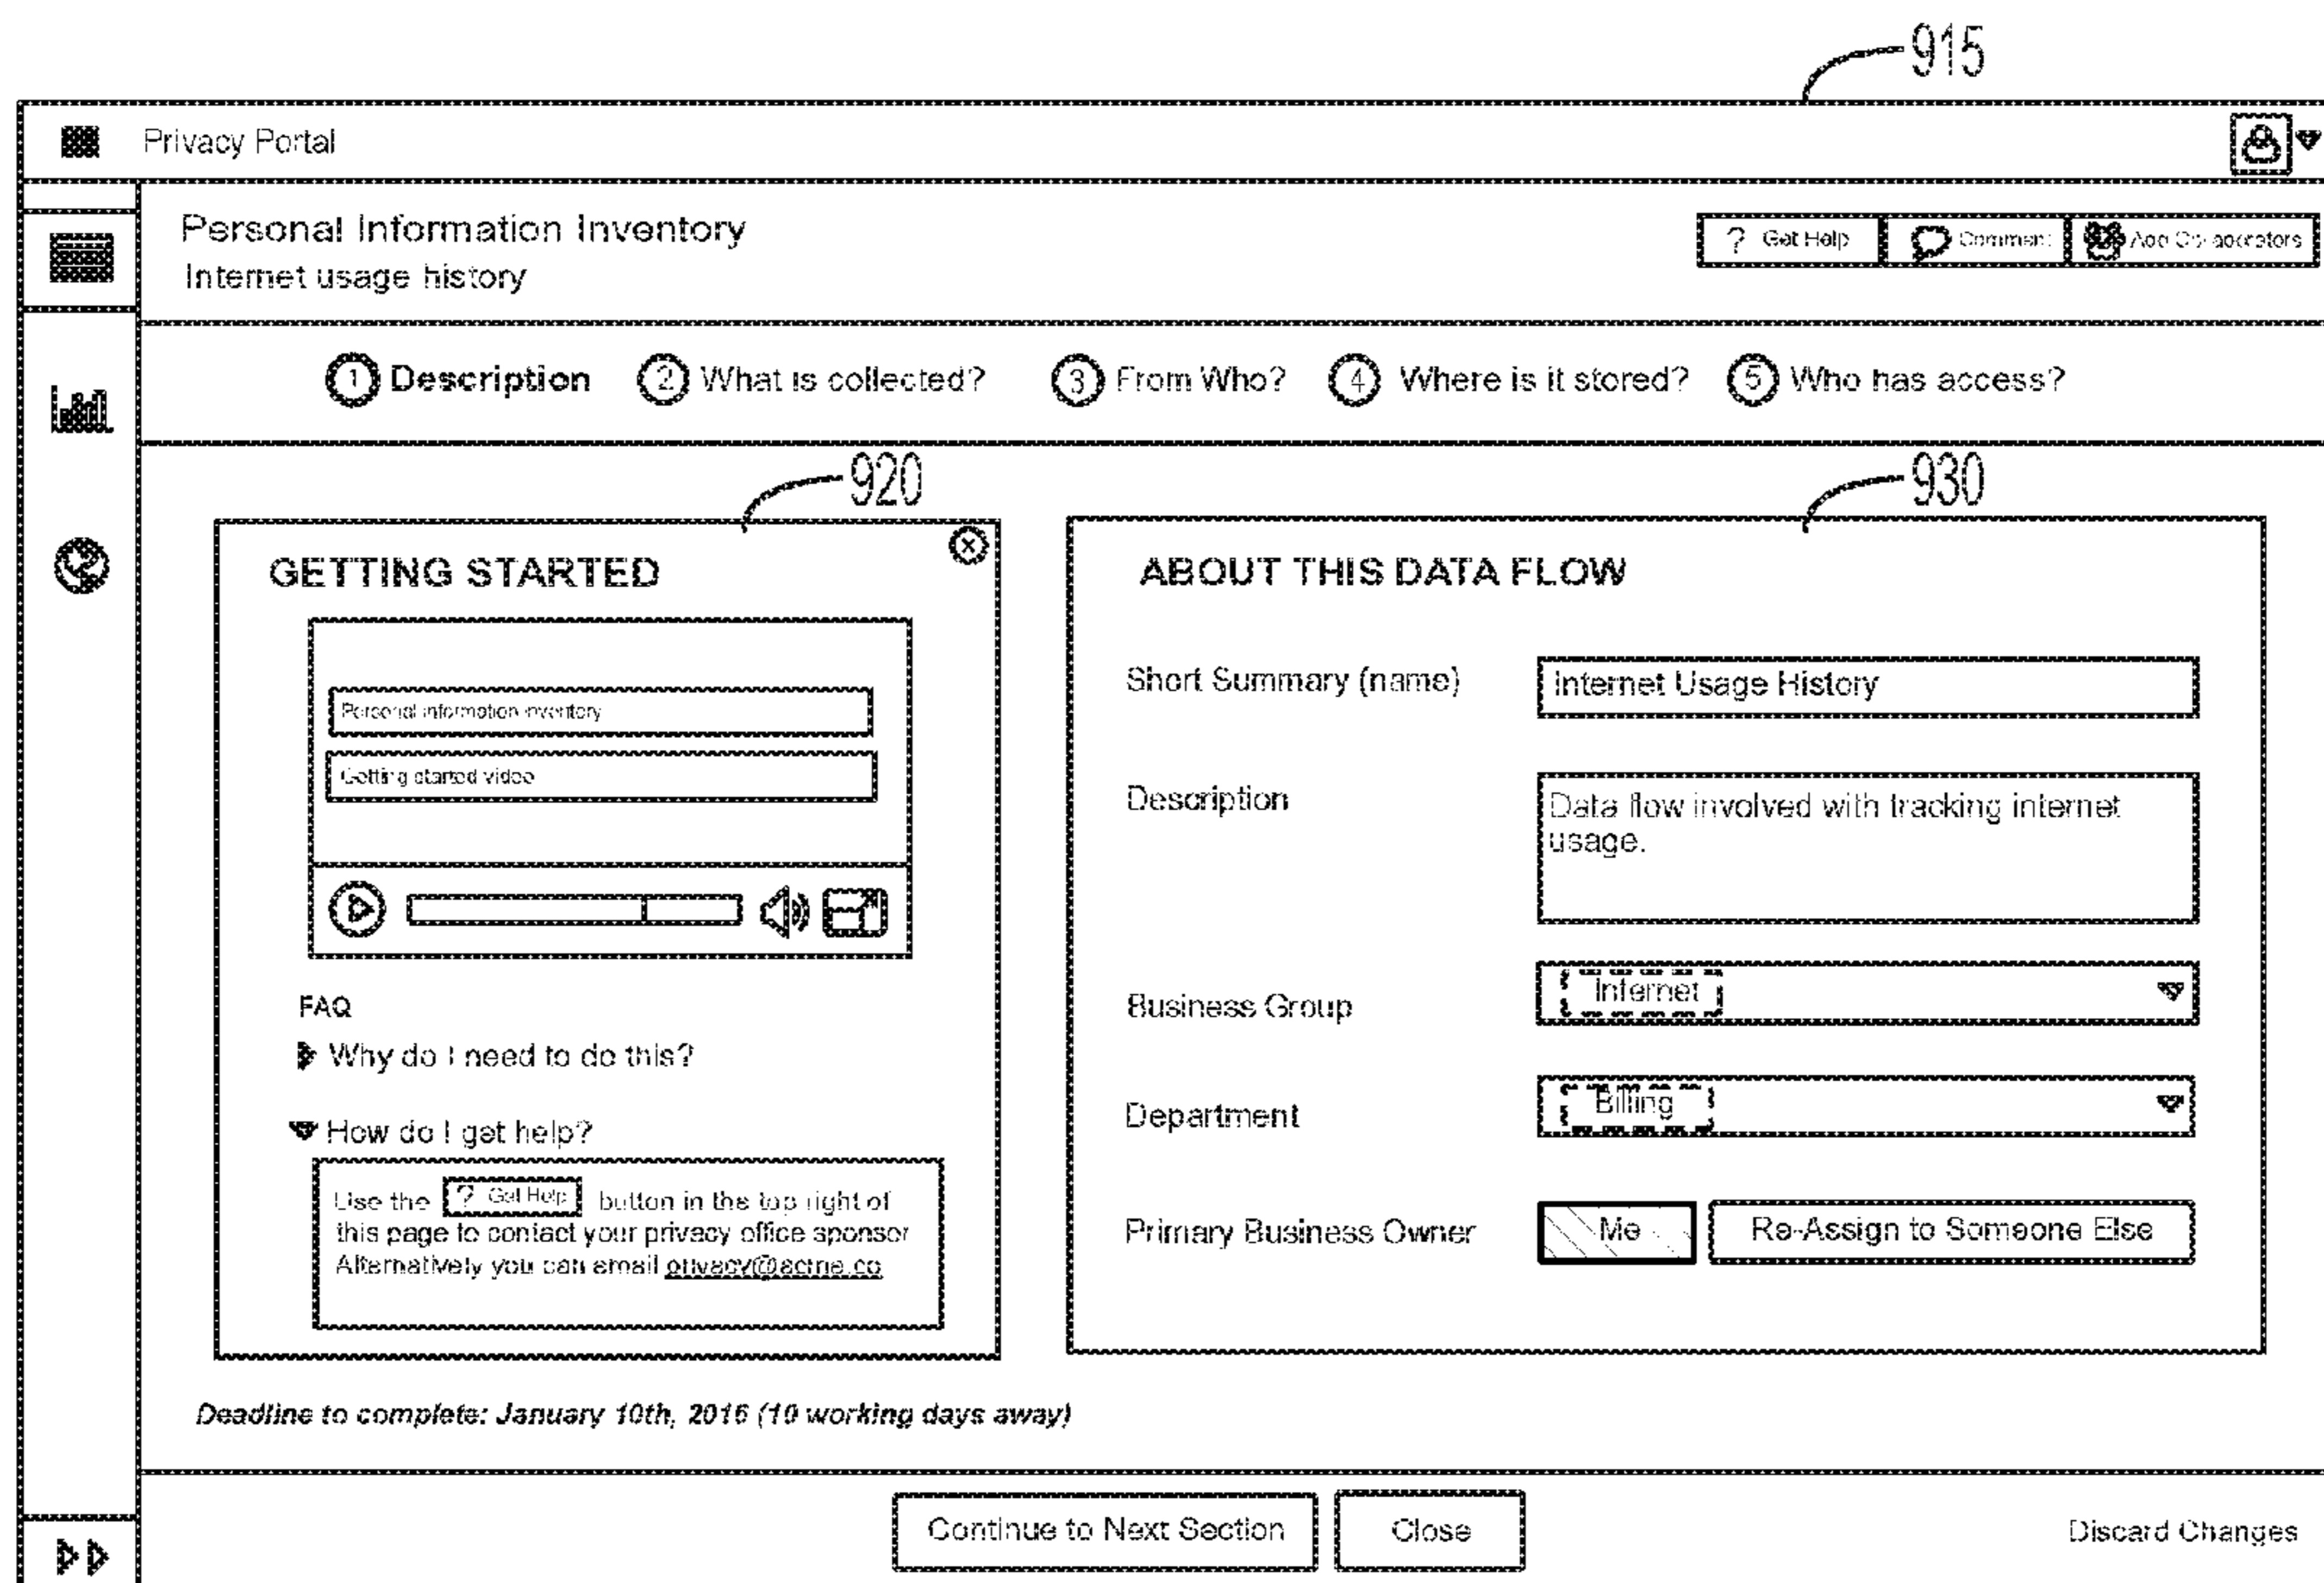 915
Privacy Portal
Personal Information Inventory
Internet usage history
? Get Help
Comment
Add Collaborators
1 Description 2 What is collected? 3 From Who? 4 Where is it stored? 5 Who has access?
920
GETTING STARTED
Personal information inventory
Getting started video
FAQ
Why do I need to do this?
How do I get help?
Use the ? Get Help button in the top right of
this page to contact your privacy office sponsor
Alternatively you can email privacy@acme.co
930
ABOUT THIS DATA FLOW
Short Summary (name) Internet Usage History
Description Data flow involved with tracking internet
usage.
Business Group Internet
Department Billing
Primary Business Owner Me Re-Assign to Someone Else
Deadline to complete: January 10th, 2016 (10 working days away)
Continue to Next Section Close Discard Changes